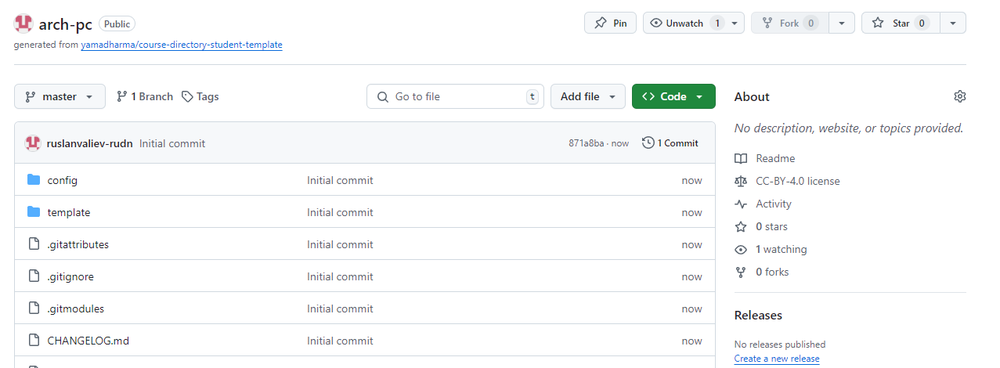 arch-pc Public
Pin Unwatch 1 Fork 0 Star 0
generated from yamadharma/course-directory-student-template
master 1 Branch Tags
Go to file t Add file Code
ruslanvaliev-rudn Initial commit 871a8ba · now 1 Commit
config Initial commit now
template Initial commit now
.gitattributes Initial commit now
.gitignore Initial commit now
.gitmodules Initial commit now
CHANGELOG.md Initial commit now
About
No description, website, or topics provided.
Readme
CC-BY-4.0 license
Activity
0 stars
1 watching
0 forks
Releases
No releases published
Create a new release